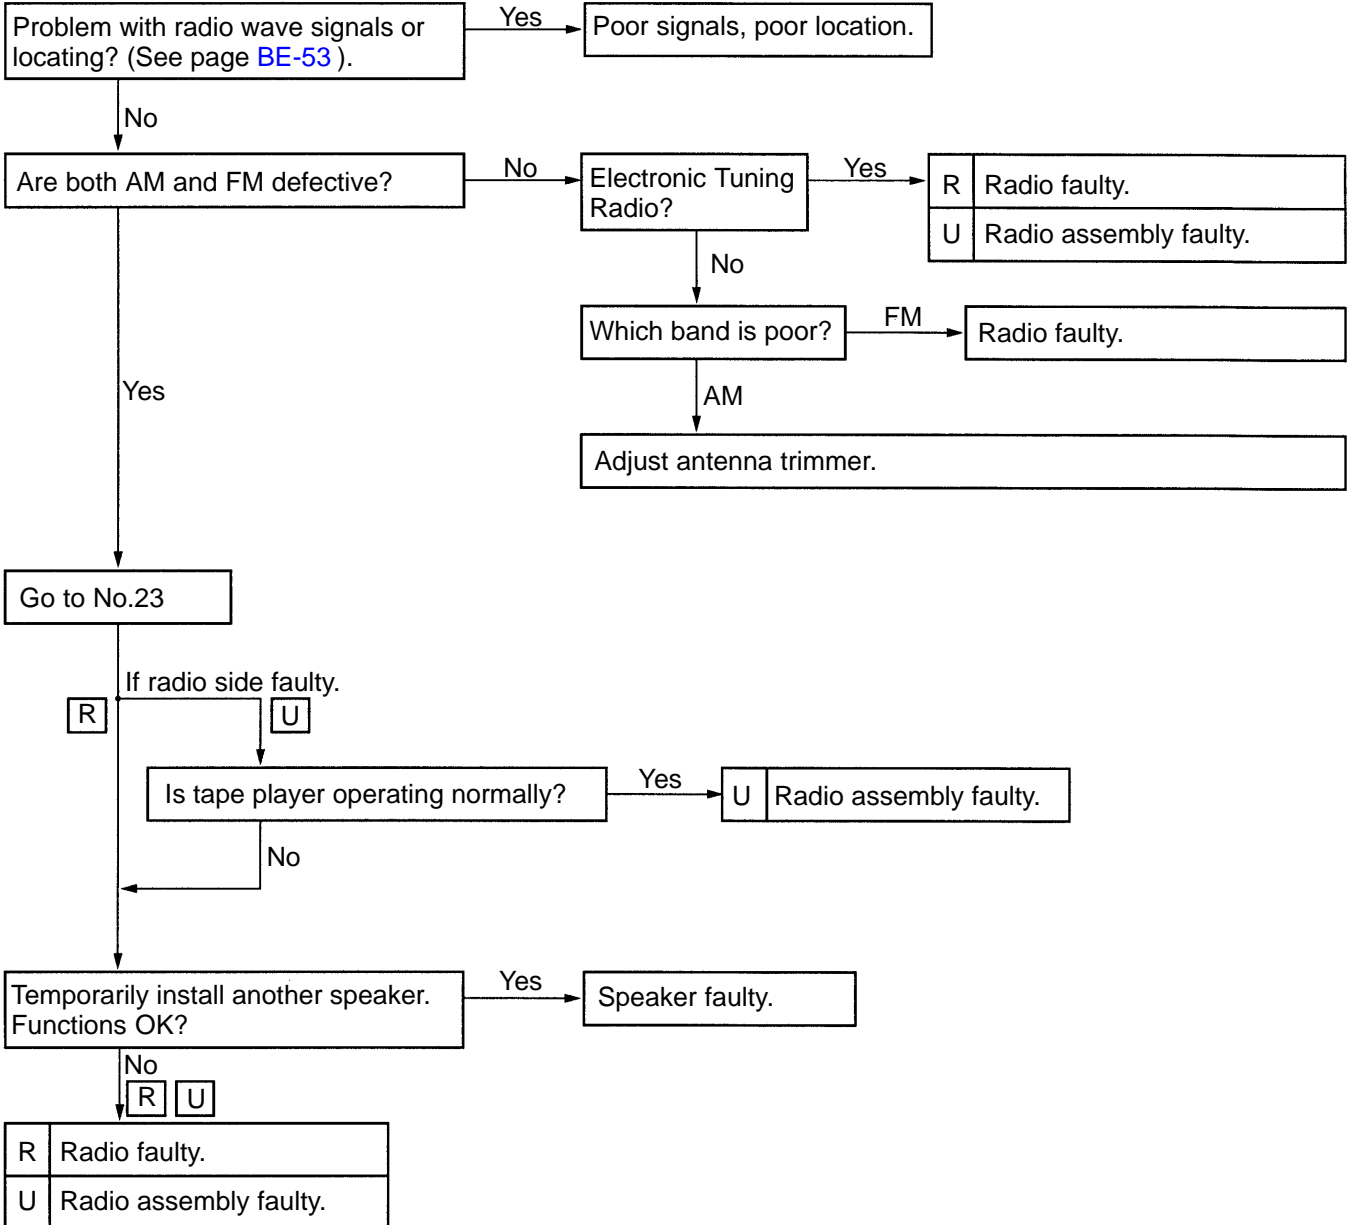 Problem with radio wave signals or
locating? (See page BE-53 ).
Yes
Poor signals, poor location.
No
Are both AM and FM defective?
No
Electronic Tuning
Radio?
Yes
R Radio faulty.
U Radio assembly faulty.
No
Which band is poor?
FM
Radio faulty.
AM
Adjust antenna trimmer.
Yes
Go to No.23
If radio side faulty.
R
U
Is tape player operating normally?
Yes
U Radio assembly faulty.
No
Temporarily install another speaker.
Functions OK?
Yes
Speaker faulty.
No
R U
R Radio faulty.
U Radio assembly faulty.